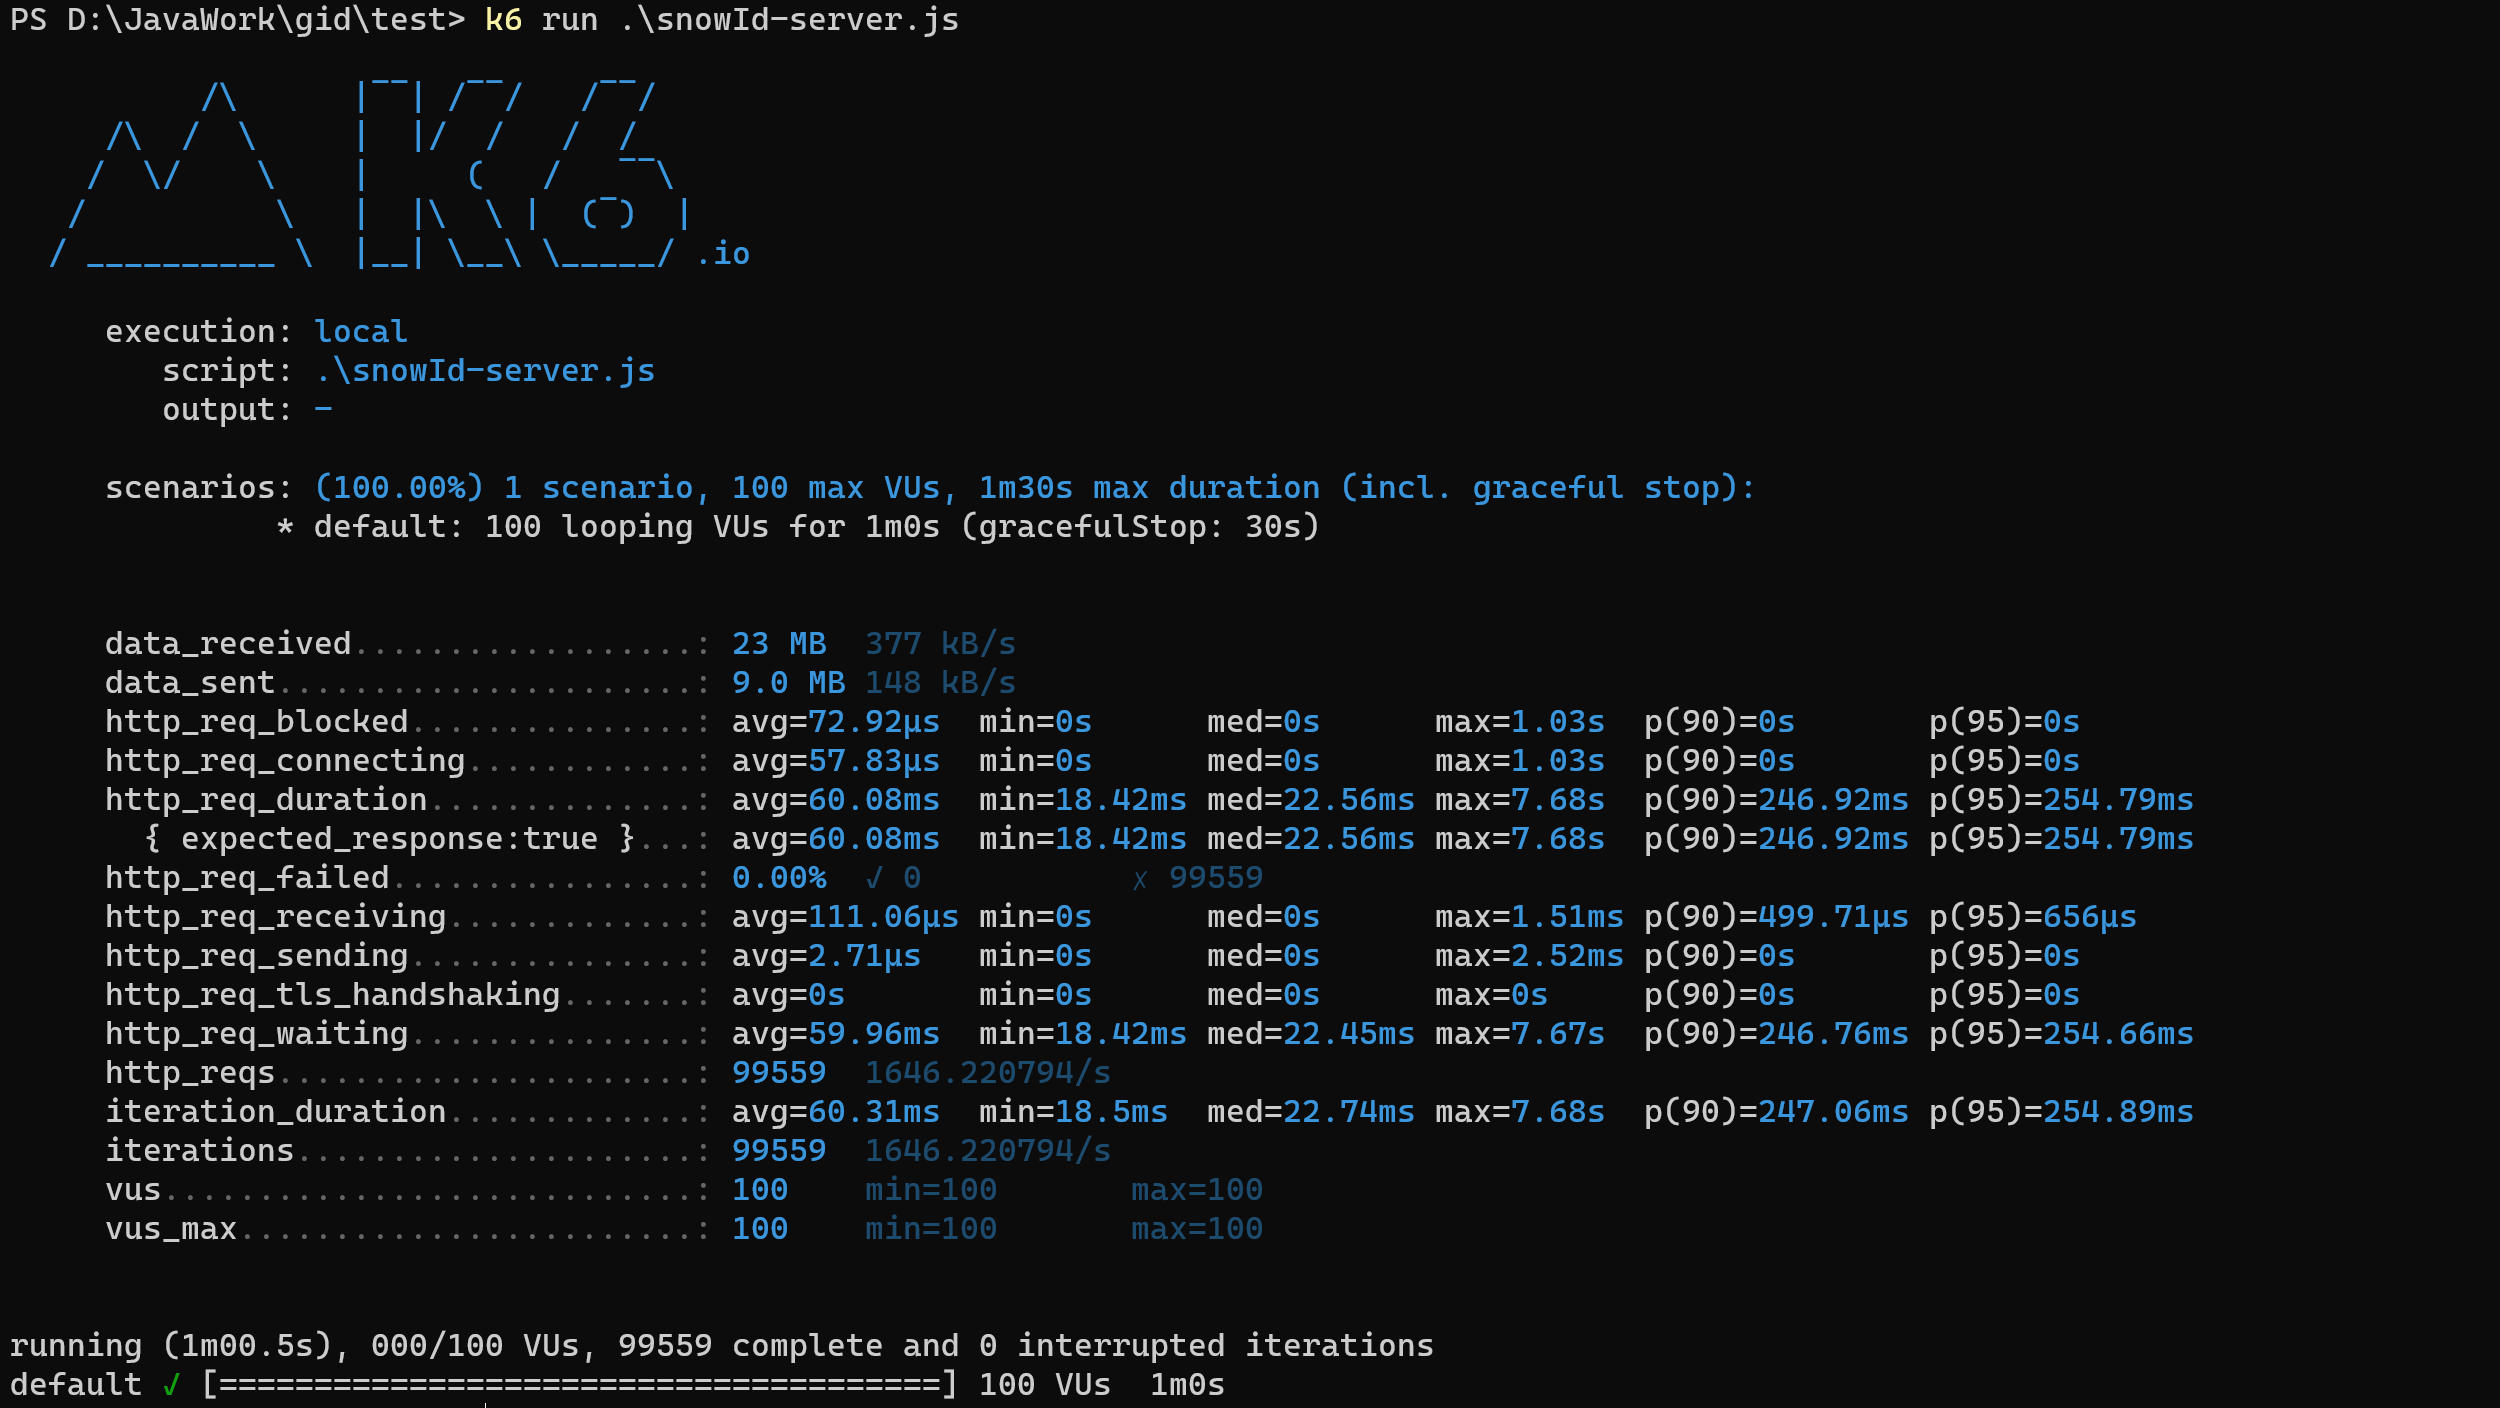 PS D:\JavaWork\gid\test> k6 run .\snowId-server.js
          /\      |‾‾| /‾‾/   /‾‾/
     /\  /  \     |  |/  /   /  /
    /  \/    \    |     (   /   ‾‾\
   /          \   |  |\  \ |  (‾)  |
  / __________ \  |__| \__\ \_____/ .io
execution: local
script: .\snowId-server.js
output: -
scenarios: (100.00%) 1 scenario, 100 max VUs, 1m30s max duration (incl. graceful stop):
* default: 100 looping VUs for 1m0s (gracefulStop: 30s)
data_received..................: 23 MB 377 kB/s
data_sent......................: 9.0 MB 148 kB/s
http_req_blocked...............: avg=72.92µs min=0s med=0s max=1.03s p(90)=0s p(95)=0s
http_req_connecting............: avg=57.83µs min=0s med=0s max=1.03s p(90)=0s p(95)=0s
http_req_duration..............: avg=60.08ms min=18.42ms med=22.56ms max=7.68s p(90)=246.92ms p(95)=254.79ms
{ expected_response:true }....: avg=60.08ms min=18.42ms med=22.56ms max=7.68s p(90)=246.92ms p(95)=254.79ms
http_req_failed................: 0.00% ✓ 0 ✗ 99559
http_req_receiving.............: avg=111.06µs min=0s med=0s max=1.51ms p(90)=499.71µs p(95)=656µs
http_req_sending...............: avg=2.71µs min=0s med=0s max=2.52ms p(90)=0s p(95)=0s
http_req_tls_handshaking.......: avg=0s min=0s med=0s max=0s p(90)=0s p(95)=0s
http_req_waiting...............: avg=59.96ms min=18.42ms med=22.45ms max=7.67s p(90)=246.76ms p(95)=254.66ms
http_reqs......................: 99559 1646.220794/s
iteration_duration.............: avg=60.31ms min=18.5ms med=22.74ms max=7.68s p(90)=247.06ms p(95)=254.89ms
iterations.....................: 99559 1646.220794/s
vus............................: 100 min=100 max=100
vus_max........................: 100 min=100 max=100
running (1m00.5s), 000/100 VUs, 99559 complete and 0 interrupted iterations
default ✓ [======================================] 100 VUs 1m0s